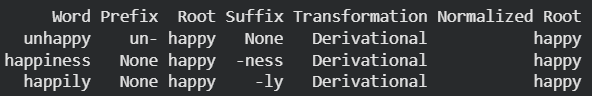 Word Prefix Root Suffix Transformation Normalized Root
unhappy un- happy None Derivational happy
happiness None happy -ness Derivational happy
happily None happy -ly Derivational happy